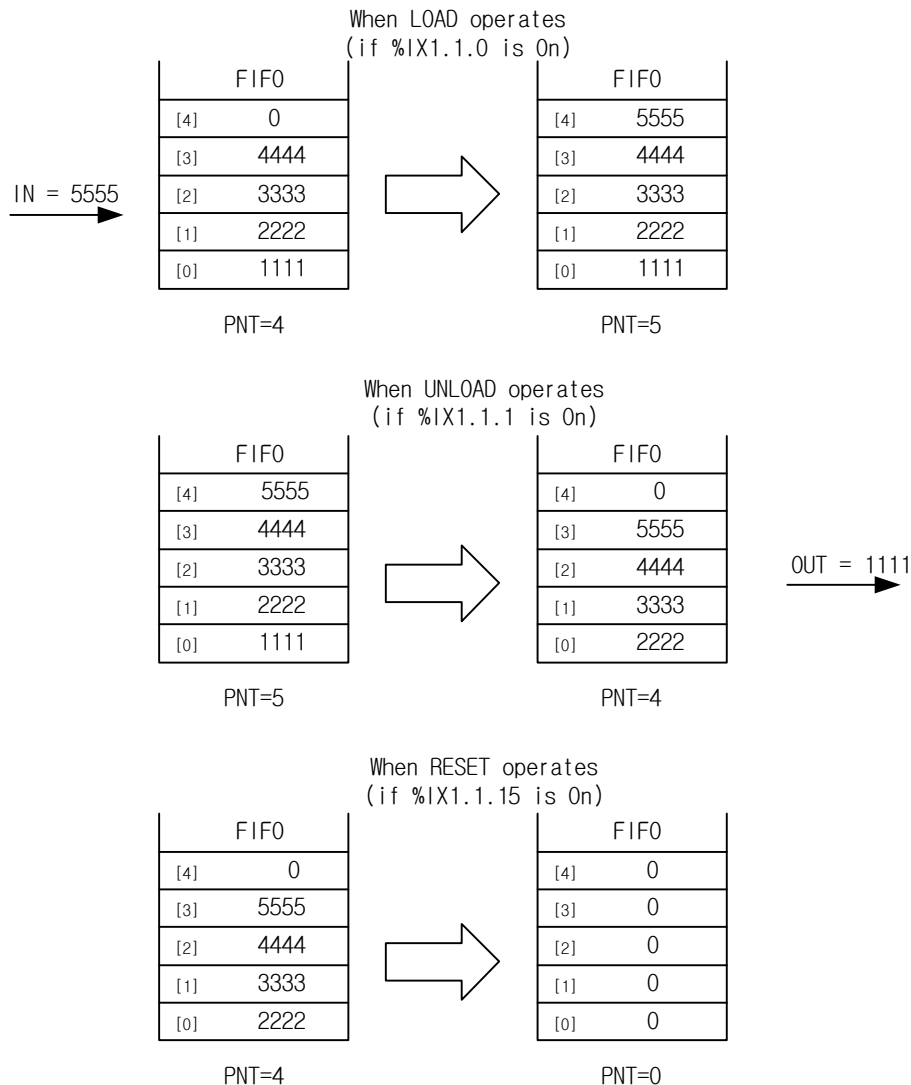 When LOAD operates
(if %IX1.1.0 is On)
FIFO FIFO
[4] 0 [4] 5555
[3] 4444 [3] 4444
IN = 5555 [2] 3333 [2] 3333
[1] 2222 [1] 2222
[0] 1111 [0] 1111
PNT=4 PNT=5
When UNLOAD operates
(if %IX1.1.1 is On)
FIFO FIFO
[4] 5555 [4] 0
[3] 4444 [3] 5555
[2] 3333 [2] 4444 OUT = 1111
[1] 2222 [1] 3333
[0] 1111 [0] 2222
PNT=5 PNT=4
When RESET operates
(if %IX1.1.15 is On)
FIFO FIFO
[4] 0 [4] 0
[3] 5555 [3] 0
[2] 4444 [2] 0
[1] 3333 [1] 0
[0] 2222 [0] 0
PNT=4 PNT=0